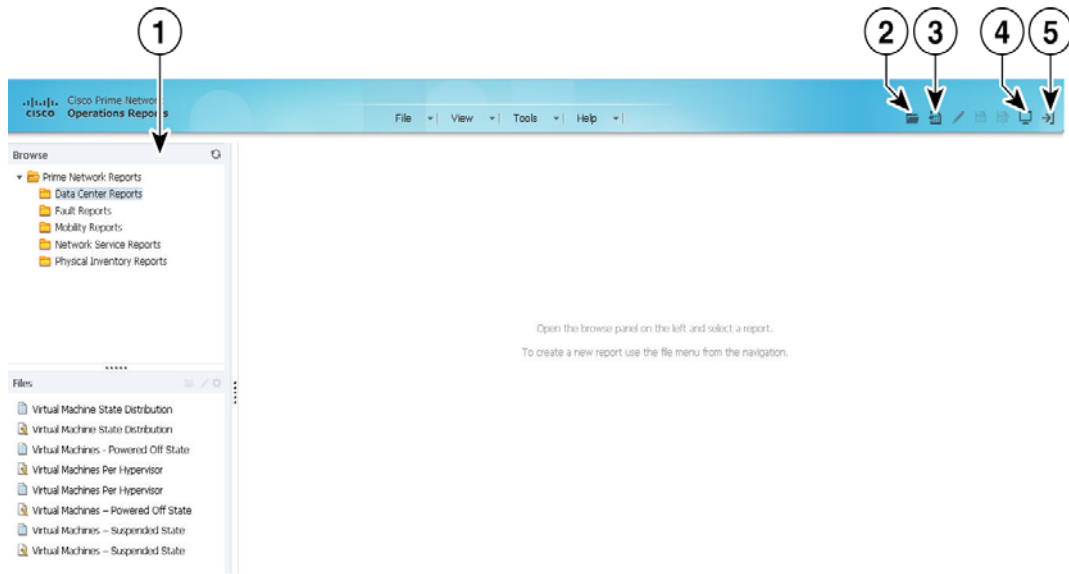 1
2
3
4
5
CISCO
Cisco Prime Network
Operations Reports
File
View
Tools
Help
Browse
Prime Network Reports
Data Center Reports
Fault Reports
Mobility Reports
Network Service Reports
Physical Inventory Reports
Open the browse panel on the left and select a report.
To create a new report use the file menu from the navigation.
Files
Virtual Machine State Distribution
Virtual Machine State Distribution
Virtual Machines - Powered Off State
Virtual Machines Per Hypervisor
Virtual Machines Per Hypervisor
Virtual Machines – Powered Off State
Virtual Machines – Suspended State
Virtual Machines – Suspended State